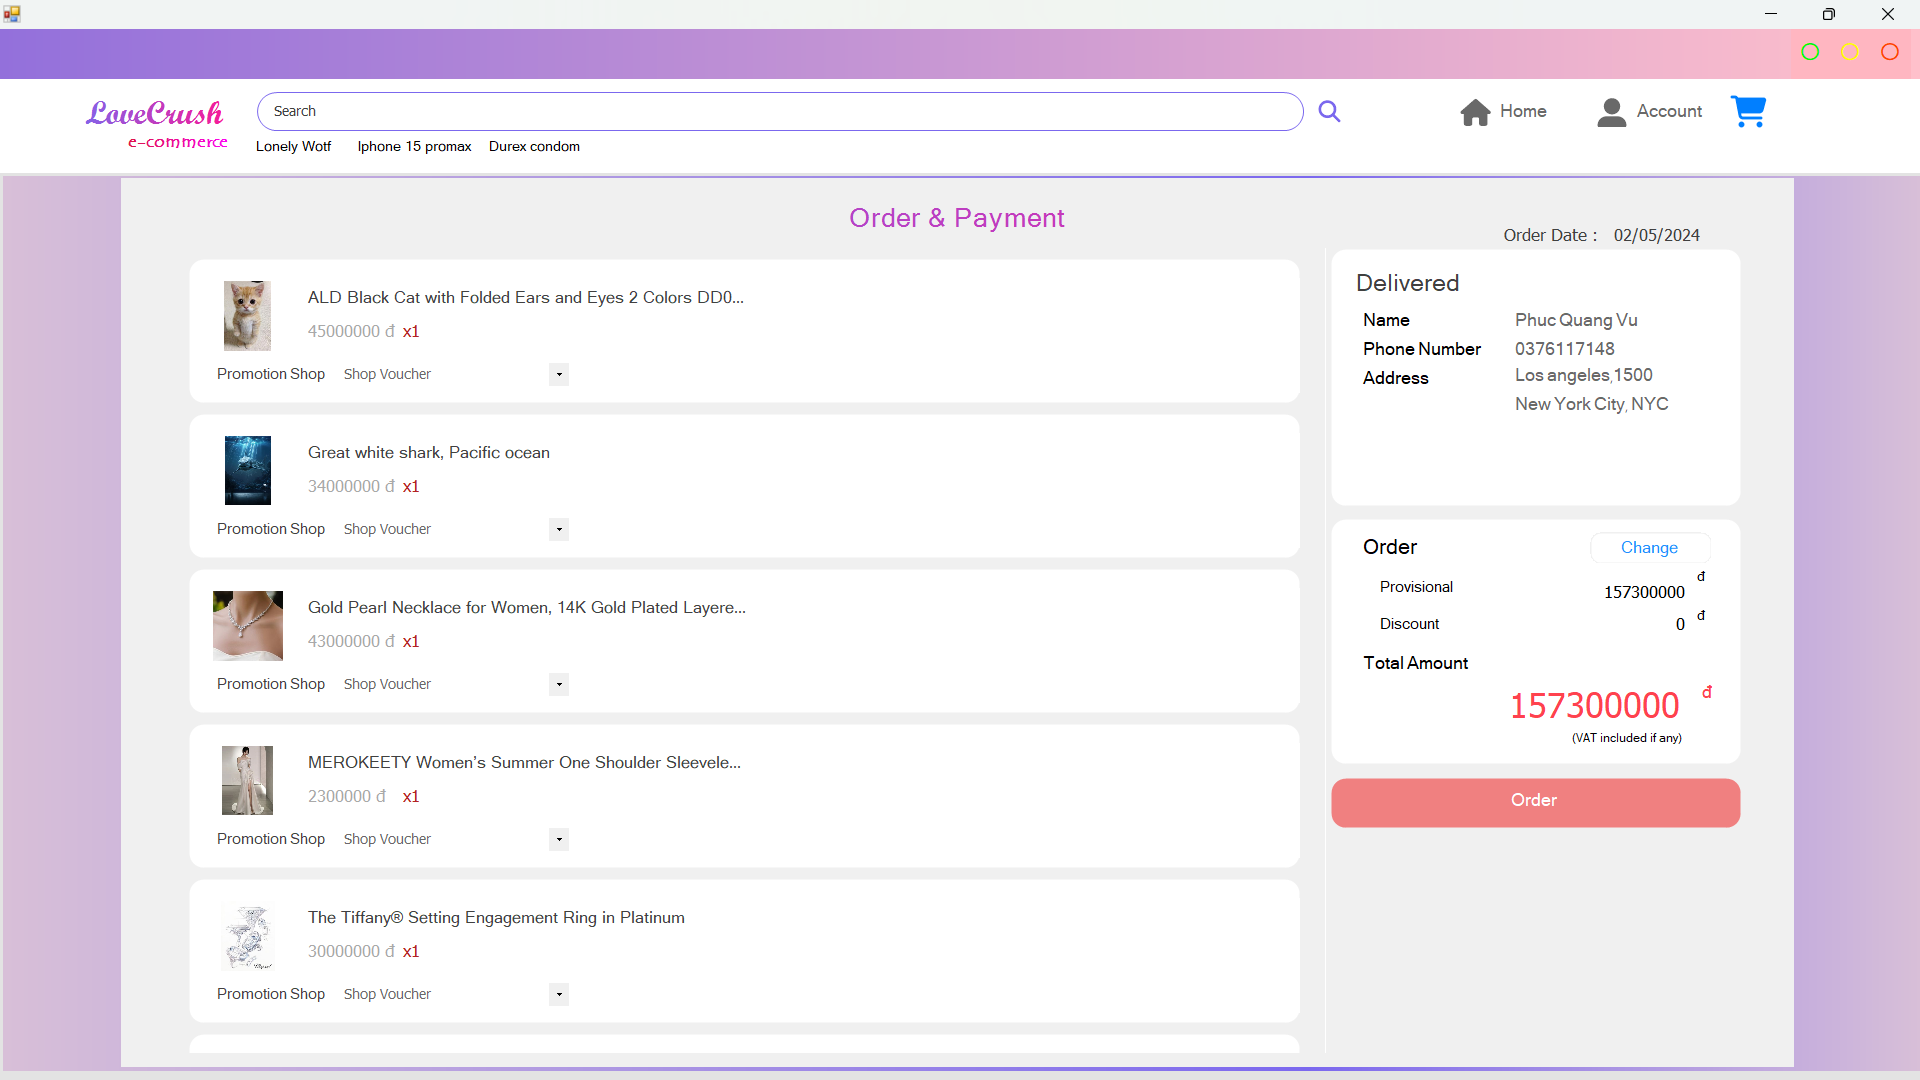 LoveCrush
e-commerce
Search
Home
Account
Lonely Wotf
Iphone 15 promax
Durex condom
Order & Payment
Order Date : 02/05/2024
ALD Black Cat with Folded Ears and Eyes 2 Colors DD0...
45000000 đ x1
Promotion Shop Shop Voucher
Great white shark, Pacific ocean
34000000 đ x1
Promotion Shop Shop Voucher
Gold Pearl Necklace for Women, 14K Gold Plated Layere...
43000000 đ x1
Promotion Shop Shop Voucher
MEROKEETY Women's Summer One Shoulder Sleevele...
2300000 đ x1
Promotion Shop Shop Voucher
The Tiffany® Setting Engagement Ring in Platinum
30000000 đ x1
Promotion Shop Shop Voucher
Delivered
Name Phuc Quang Vu
Phone Number 0376117148
Address Los angeles,1500
New York City, NYC
Order Change
Provisional 157300000 đ
Discount 0 đ
Total Amount
157300000 đ
(VAT included if any)
Order